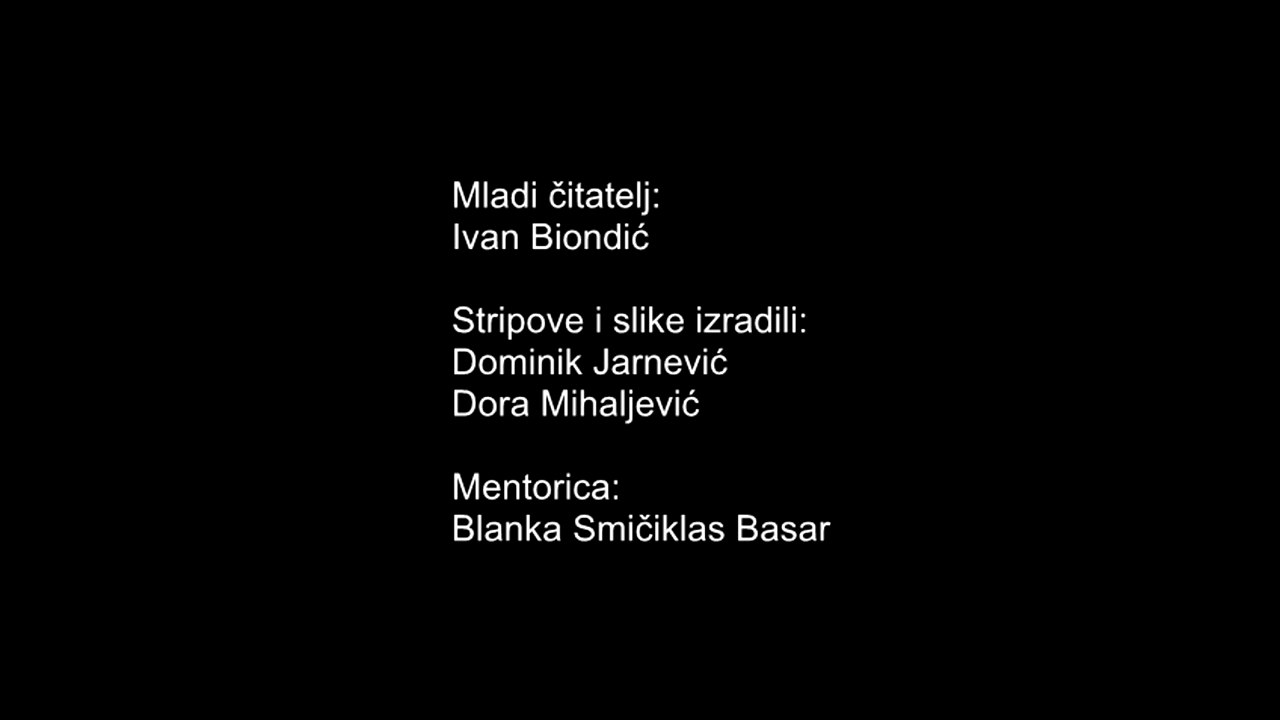 Mladi čitatelj:
Ivan Biondić
Stripove i slike izradili:
Dominik Jarnević
Dora Mihaljević
Mentorica:
Blanka Smičiklas Basar